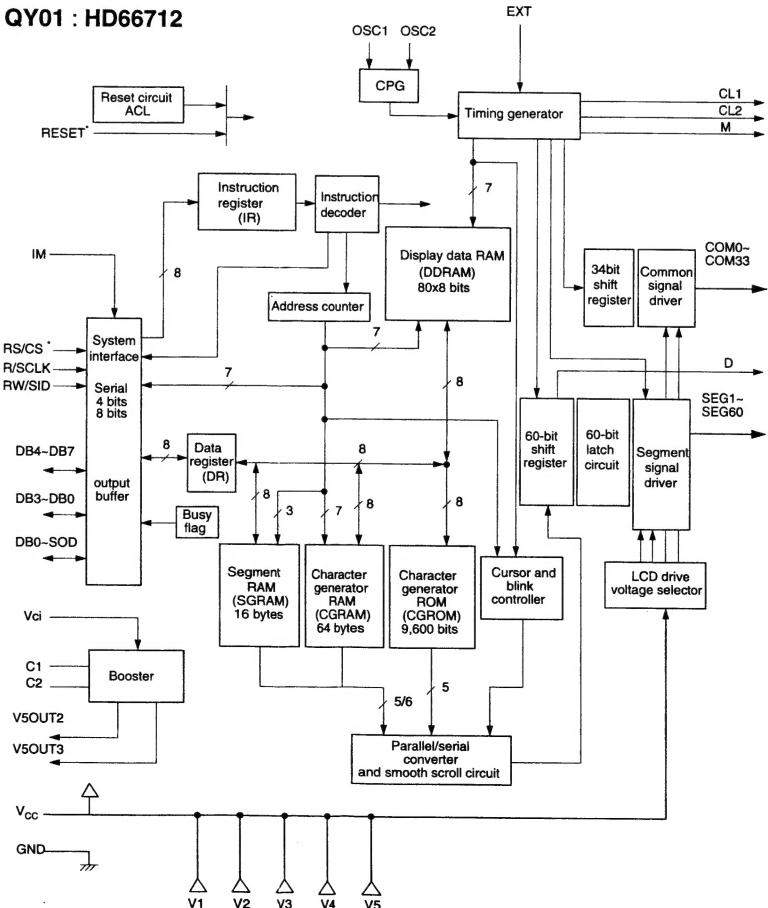 QY01 : HD66712
EXT
OSC1 OSC2
CPG
Timing generator
CL1
CL2
M
Reset circuit
ACL
RESET*
Instruction
register
(IR)
Instruction
decoder
7
Display data RAM
(DDRAM)
80x8 bits
IM
8
34bit
shift
register
Common
signal
driver
COM0~
COM33
Address counter
7
System
interface
Serial
4 bits
8 bits
output
buffer
RS/CS *
R/SCLK
RW/SID
7
8
D
SEG1~
SEG60
DB4~DB7
8
Data
register
(DR)
8
60-bit
shift
register
60-bit
latch
circuit
Segment
signal
driver
DB3~DB0
8
3
7
8
8
Busy
flag
DB0~SOD
Segment
RAM
(SGRAM)
16 bytes
Character
generator
RAM
(CGRAM)
64 bytes
Character
generator
ROM
(CGROM)
9,600 bits
Cursor and
blink
controller
LCD drive
voltage selector
Vci
C1
C2
Booster
V5OUT2
V5OUT3
5/6
5
Parallel/serial
converter
and smooth scroll circuit
VCC
GND
V1 V2 V3 V4 V5